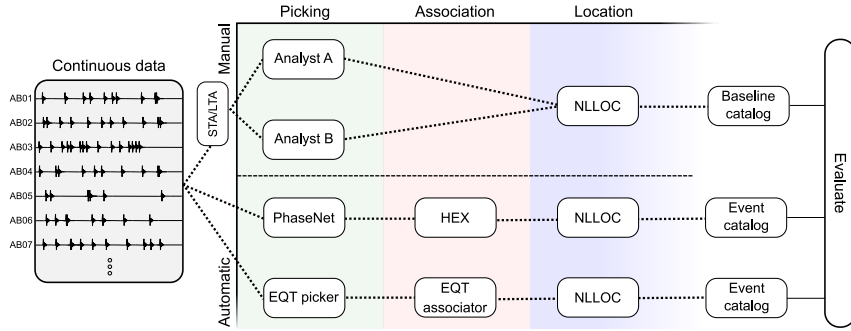 Picking
Association
Location
Continuous data
Manual
STA/LTA
Analyst A
Analyst B
NLLOC
Baseline
catalog
AB01
AB02
AB03
AB04
AB05
AB06
AB07
PhaseNet
HEX
NLLOC
Event
catalog
Automatic
EQT picker
EQT
associator
NLLOC
Event
catalog
Evaluate